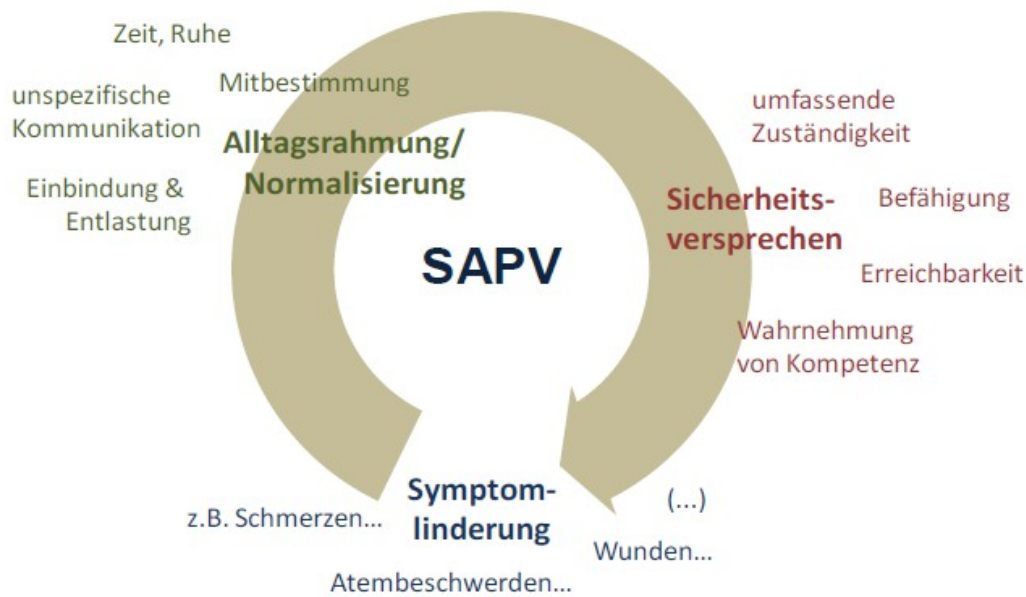 Zeit, Ruhe
Mitbestimmung
unspezifische
Kommunikation
Alltagsrahmung/
Normalisierung
Einbindung &
Entlastung
umfassende
Zuständigkeit
Sicherheits-
versprechen
Befähigung
Erreichbarkeit
Wahrnehmung
von Kompetenz
SAPV
Symptom-
linderung
z.B. Schmerzen...
Atembeschwerden...
Wunden...
(...)